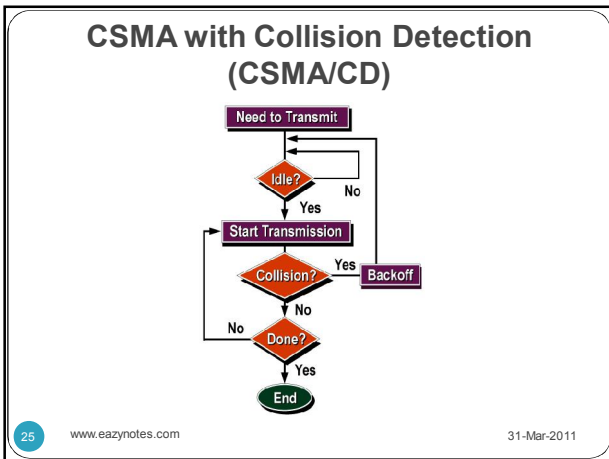 CSMA with Collision Detection
(CSMA/CD)
Need to Transmit
Idle?
No
Yes
Start Transmission
Collision?
Yes
Backoff
No
No
Done?
Yes
End
25
www.eazynotes.com
31-Mar-2011